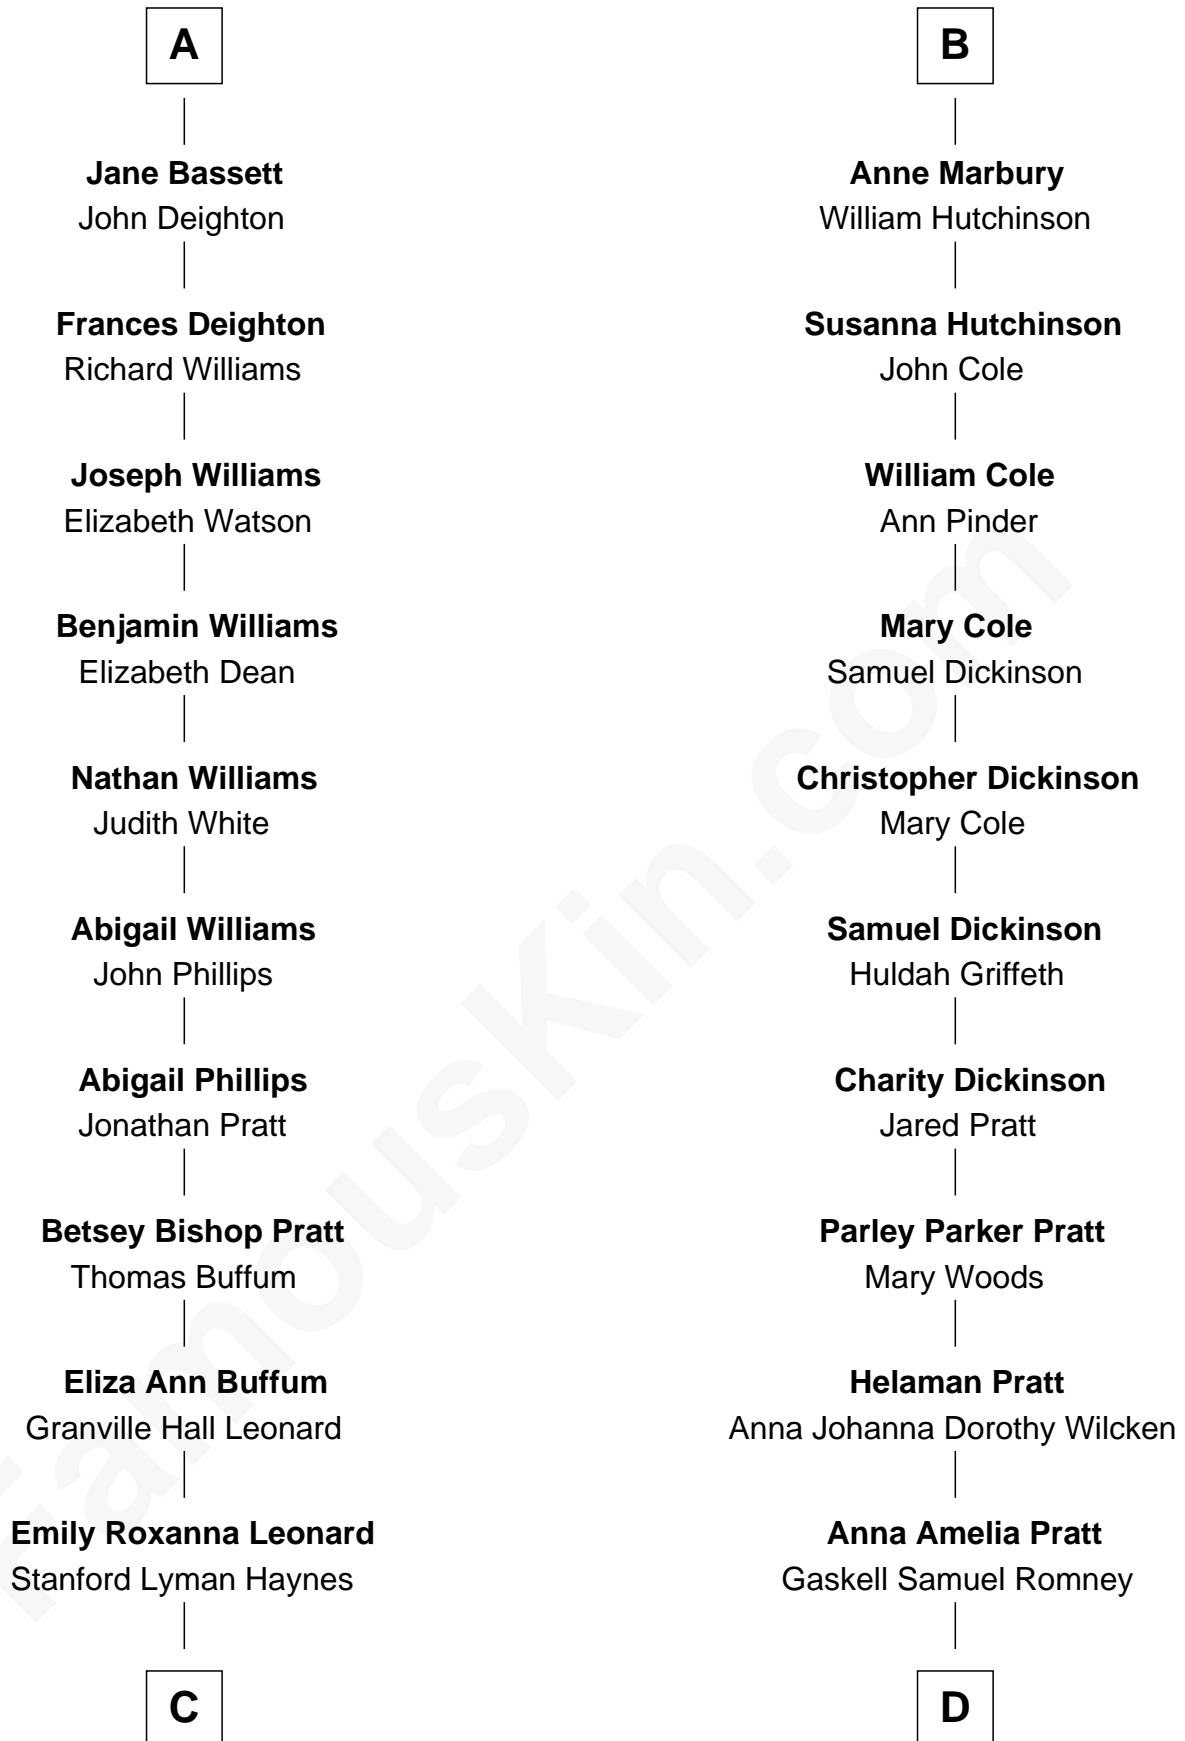 A
Jane Bassett
John Deighton
Frances Deighton
Richard Williams
Joseph Williams
Elizabeth Watson
Benjamin Williams
Elizabeth Dean
Nathan Williams
Judith White
Abigail Williams
John Phillips
Abigail Phillips
Jonathan Pratt
Betsey Bishop Pratt
Thomas Buffum
Eliza Ann Buffum
Granville Hall Leonard
Emily Roxanna Leonard
Stanford Lyman Haynes
C
B
Anne Marbury
William Hutchinson
Susanna Hutchinson
John Cole
William Cole
Ann Pinder
Mary Cole
Samuel Dickinson
Christopher Dickinson
Mary Cole
Samuel Dickinson
Huldah Griffeth
Charity Dickinson
Jared Pratt
Parley Parker Pratt
Mary Woods
Helaman Pratt
Anna Johanna Dorothy Wilcken
Anna Amelia Pratt
Gaskell Samuel Romney
D
FamousKin.com